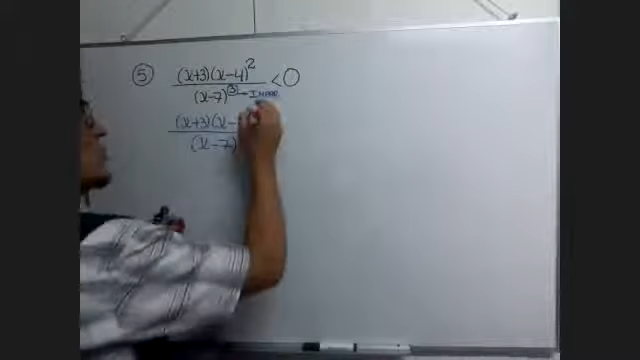 ⑤ (x+3)(x-4)² / (x-7)③ → Impar < 0
(x+3)(x- / (x-7)